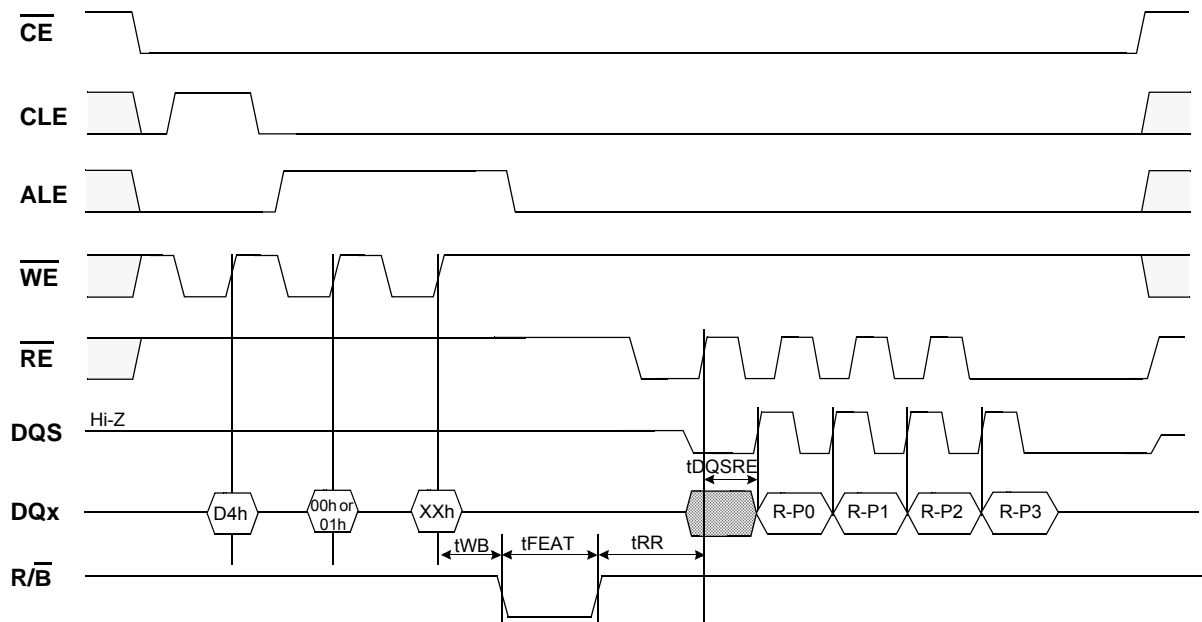 CE
CLE
ALE
WE
RE
Hi-Z
DQS
tDQSRE
DQx
D4h
00h or
01h
XXh
R-P0
R-P1
R-P2
R-P3
tWB
tFEAT
tRR
R/B